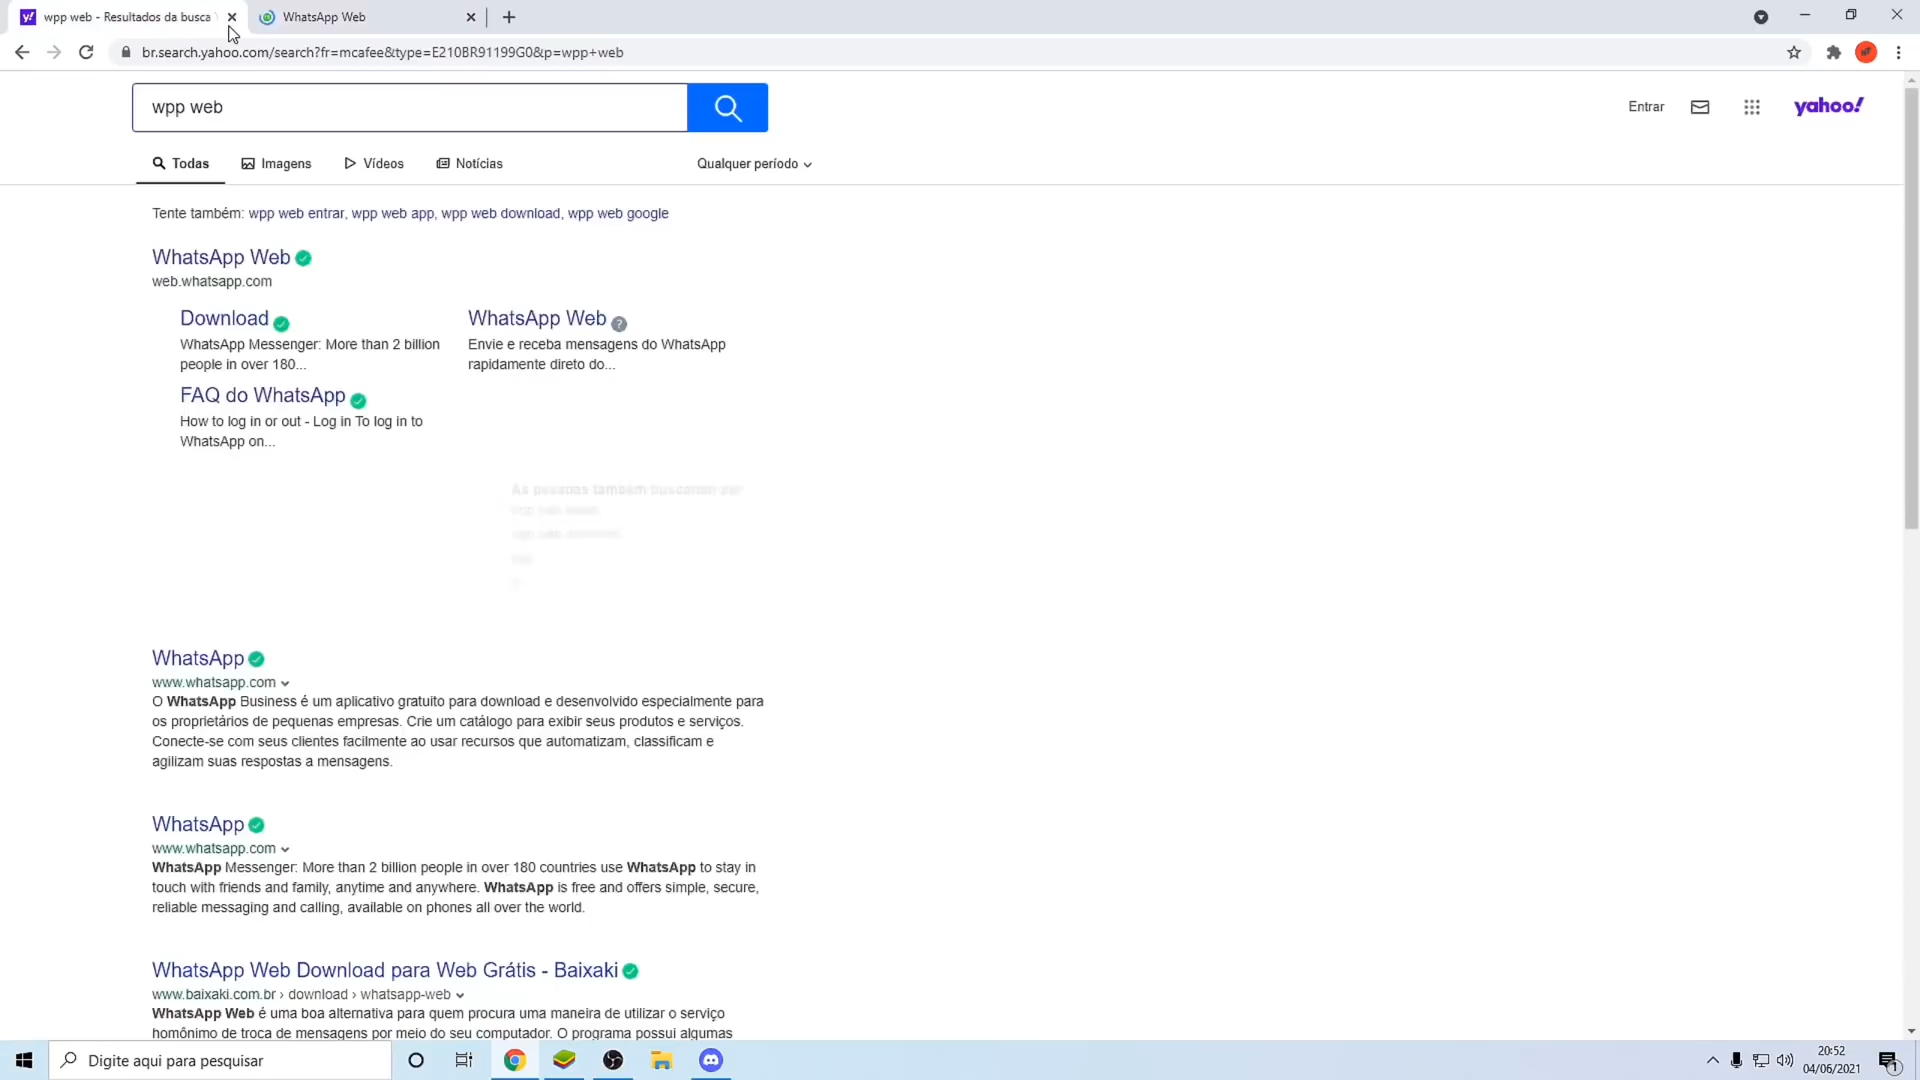 wpp web - Resultados da busca
WhatsApp Web
br.search.yahoo.com/search?fr=mcafee&type=E210BR91199G0&p=wpp+web
wpp web
Entrar
yahoo!
Todas
Imagens
Vídeos
Notícias
Qualquer período
Tente também: wpp web entrar, wpp web app, wpp web download, wpp web google
WhatsApp Web
web.whatsapp.com
Download
WhatsApp Messenger: More than 2 billion
people in over 180...
WhatsApp Web
Envie e receba mensagens do WhatsApp
rapidamente direto do...
FAQ do WhatsApp
How to log in or out - Log in To log in to
WhatsApp on...
As pessoas também buscaram por
WhatsApp
www.whatsapp.com
O WhatsApp Business é um aplicativo gratuito para download e desenvolvido especialmente para
os proprietários de pequenas empresas. Crie um catálogo para exibir seus produtos e serviços.
Conecte-se com seus clientes facilmente ao usar recursos que automatizam, classificam e
agilizam suas respostas a mensagens.
WhatsApp
www.whatsapp.com
WhatsApp Messenger: More than 2 billion people in over 180 countries use WhatsApp to stay in
touch with friends and family, anytime and anywhere. WhatsApp is free and offers simple, secure,
reliable messaging and calling, available on phones all over the world.
WhatsApp Web Download para Web Grátis - Baixaki
www.baixaki.com.br › download › whatsapp-web
WhatsApp Web é uma boa alternativa para quem procura uma maneira de utilizar o serviço
homônimo de troca de mensagens por meio do seu computador. O programa possui algumas
Digite aqui para pesquisar
20:52
04/06/2021
1